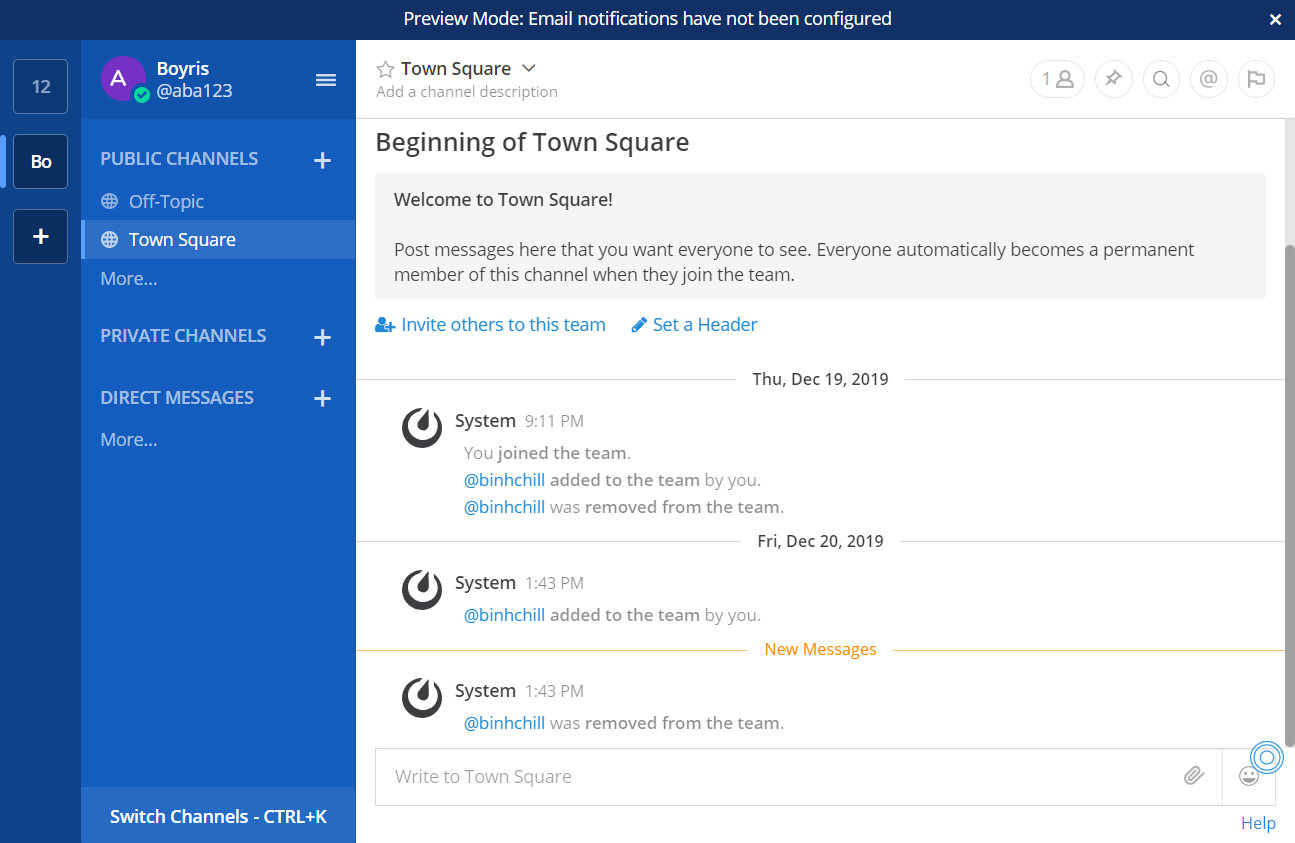 Preview Mode: Email notifications have not been configured
12
Bo
A
Boyris
@aba123
PUBLIC CHANNELS
Off-Topic
Town Square
More...
PRIVATE CHANNELS
DIRECT MESSAGES
More...
Switch Channels - CTRL+K
Town Square
Add a channel description
1
@
Beginning of Town Square
Welcome to Town Square!
Post messages here that you want everyone to see. Everyone automatically becomes a permanent
member of this channel when they join the team.
Invite others to this team Set a Header
Thu, Dec 19, 2019
System 9:11 PM
You joined the team.
@binhchill added to the team by you.
@binhchill was removed from the team.
Fri, Dec 20, 2019
System 1:43 PM
@binhchill added to the team by you.
New Messages
System 1:43 PM
@binhchill was removed from the team.
Write to Town Square
Help